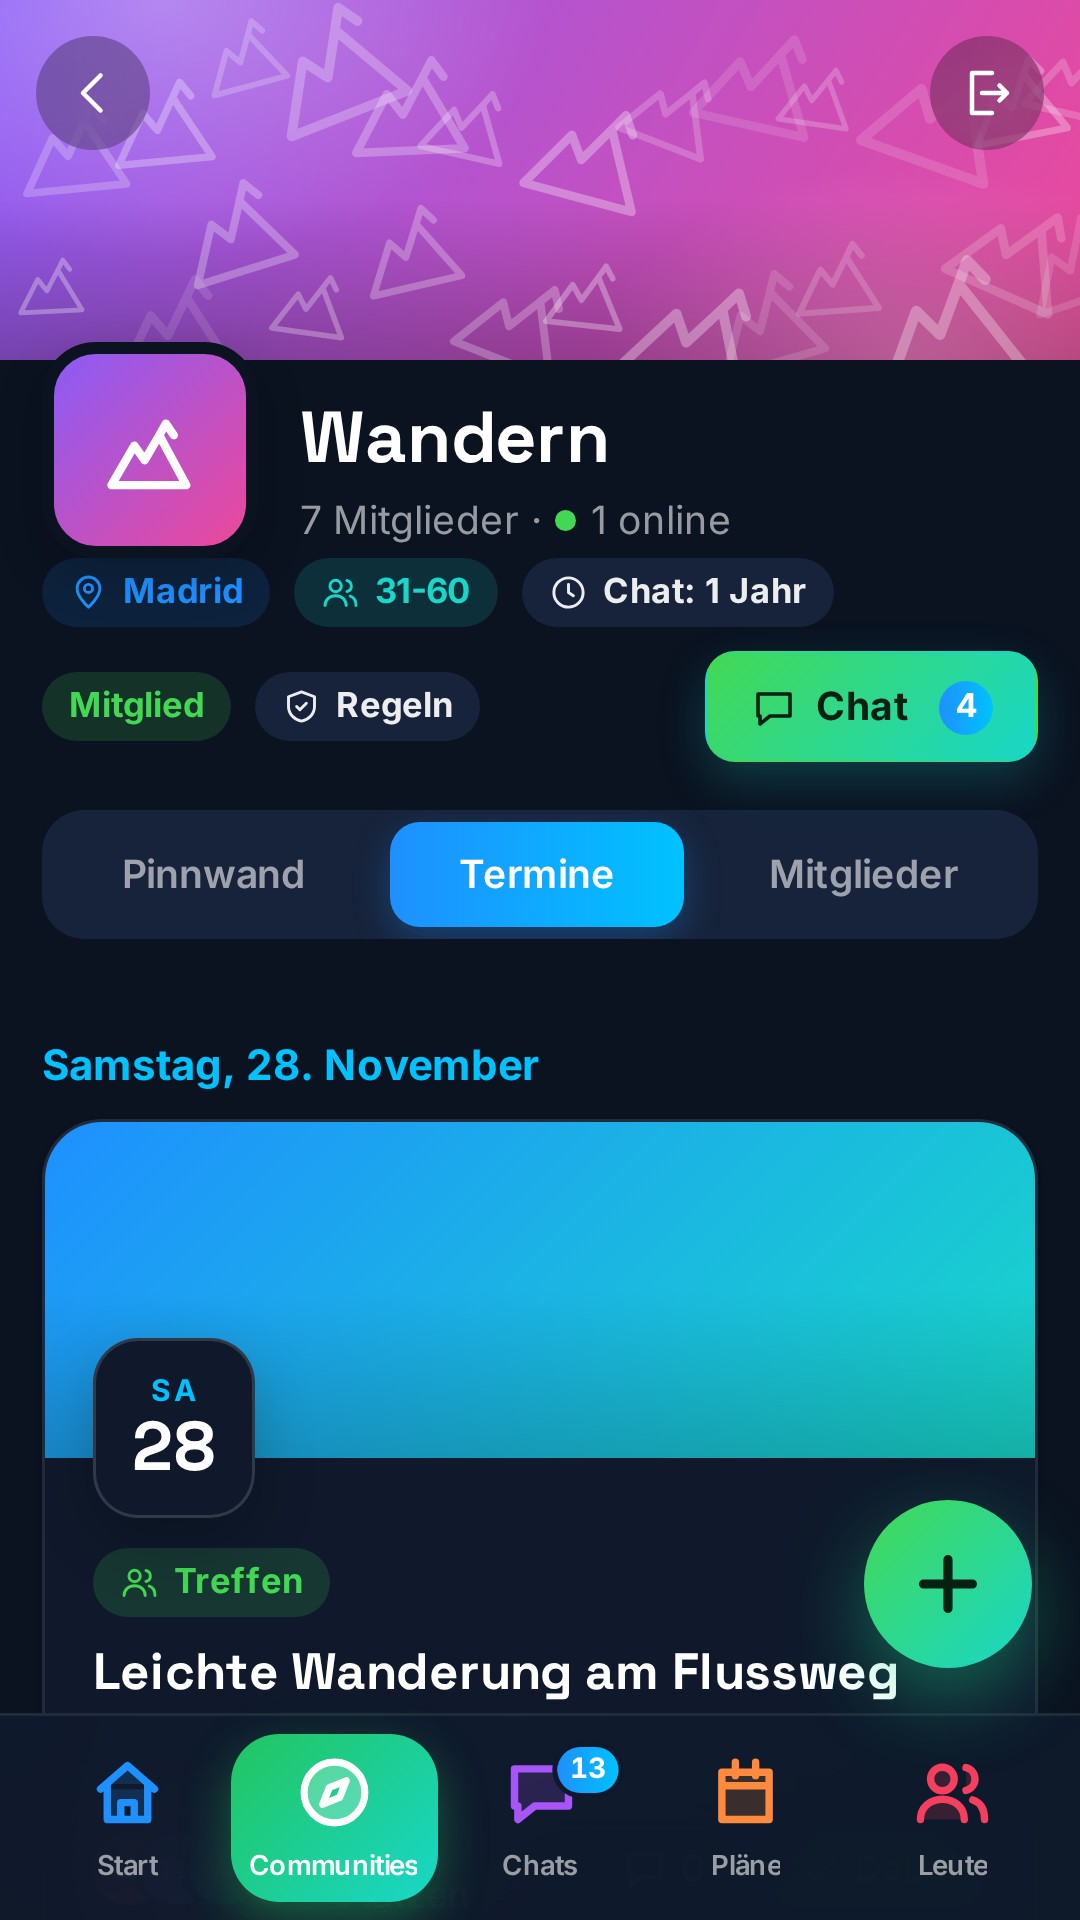 Wandern
7 Mitglieder · 1 online
Madrid
31-60
Chat: 1 Jahr
Mitglied
Regeln
Chat
4
Pinnwand
Termine
Mitglieder
Samstag, 28. November
SA
28
Treffen
Leichte Wanderung am Flussweg
13
Start
Communities
Chats
Pläne
Leute